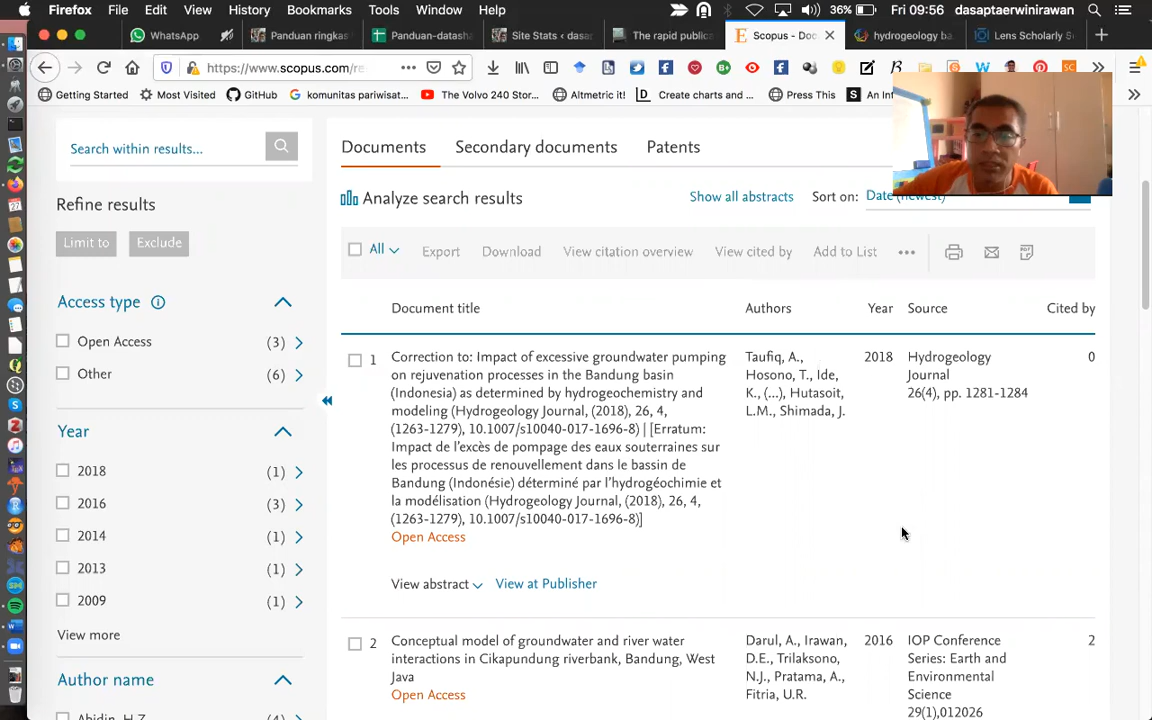 Firefox File Edit View History Bookmarks Tools Window Help 36% Fri 09:56 dasaptaerwinirawan
WhatsApp Panduan ringkas Panduan-datasha Site Stats ‹ dasa The rapid publica Scopus - Doc hydrogeology ba Lens Scholarly S
https://www.scopus.com/re
Getting Started Most Visited GitHub komunitas pariwisat... The Volvo 240 Stor... Altmetric it! Create charts and ... Press This An Int
Search within results...
Documents Secondary documents Patents
Refine results
Analyze search results Show all abstracts Sort on: Date (newest)
Limit to Exclude
All Export Download View citation overview View cited by Add to List
Access type
Document title Authors Year Source Cited by
Open Access (3)
Other (6)
Year
2018 (1)
2016 (3)
2014 (1)
2013 (1)
2009 (1)
View more
Author name
Abidin, H.Z. (4)
1 Correction to: Impact of excessive groundwater pumping
on rejuvenation processes in the Bandung basin
(Indonesia) as determined by hydrogeochemistry and
modeling (Hydrogeology Journal, (2018), 26, 4,
(1263-1279), 10.1007/s10040-017-1696-8) | [Erratum:
Impact de l'excès de pompage des eaux souterraines sur
les processus de renouvellement dans le bassin de
Bandung (Indonésie) déterminé par l'hydrogéochimie et
la modélisation (Hydrogeology Journal, (2018), 26, 4,
(1263-1279), 10.1007/s10040-017-1696-8)]
Open Access
Taufiq, A.,
Hosono, T., Ide,
K., (...), Hutasoit,
L.M., Shimada, J.
2018
Hydrogeology
Journal
26(4), pp. 1281-1284
0
View abstract View at Publisher
2 Conceptual model of groundwater and river water
interactions in Cikapundung riverbank, Bandung, West
Java
Open Access
Darul, A., Irawan,
D.E., Trilaksono,
N.J., Pratama, A.,
Fitria, U.R.
2016
IOP Conference
Series: Earth and
Environmental
Science
29(1),012026
2